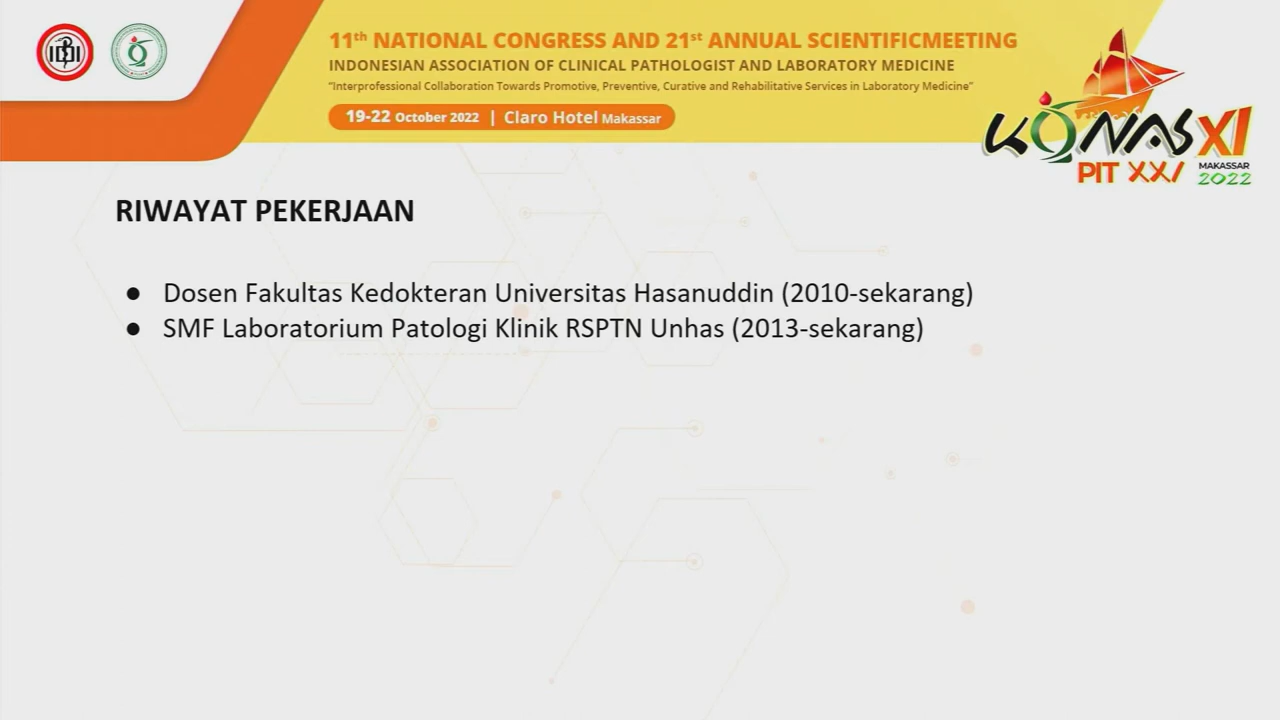 11th NATIONAL CONGRESS AND 21st ANNUAL SCIENTIFICMEETING
INDONESIAN ASSOCIATION OF CLINICAL PATHOLOGIST AND LABORATORY MEDICINE
"Interprofessional Collaboration Towards Promotive, Preventive, Curative and Rehabilitative Services in Laboratory Medicine"
19-22 October 2022 | Claro Hotel Makassar
IDI
KONAS XI
PIT XXI MAKASSAR 2022
RIWAYAT PEKERJAAN
● Dosen Fakultas Kedokteran Universitas Hasanuddin (2010-sekarang)
● SMF Laboratorium Patologi Klinik RSPTN Unhas (2013-sekarang)